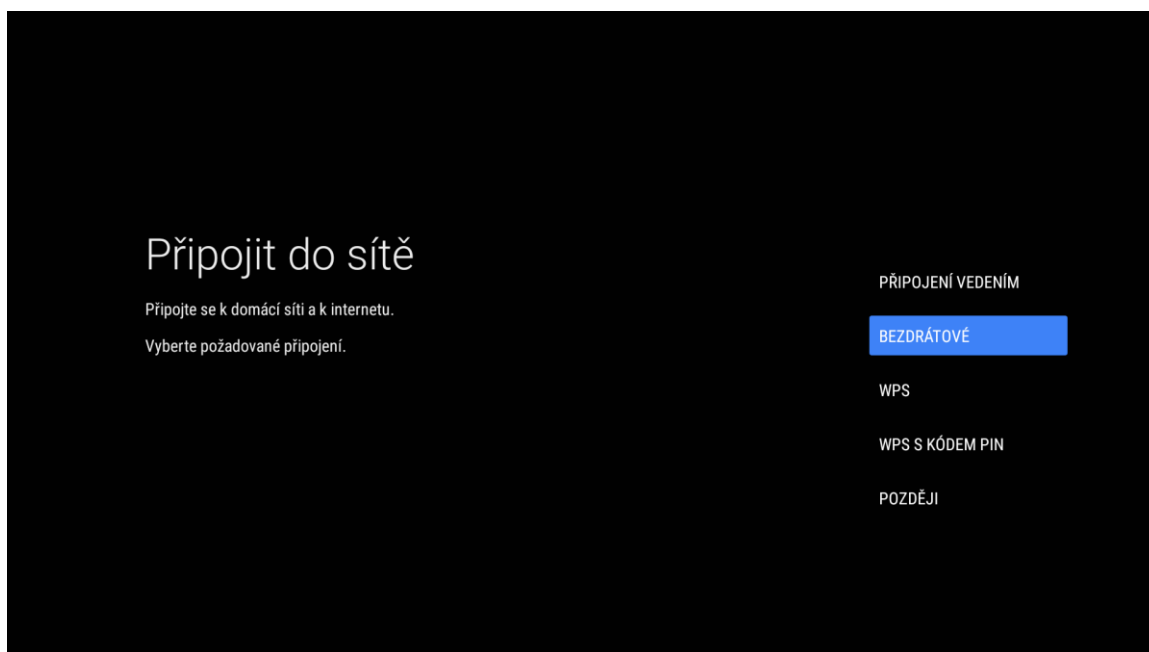 Připojit do sítě
Připojte se k domácí síti a k internetu.
Vyberte požadované připojení.
PŘIPOJENÍ VEDENÍM
BEZDRÁTOVÉ
WPS
WPS S KÓDEM PIN
POZDĚJI